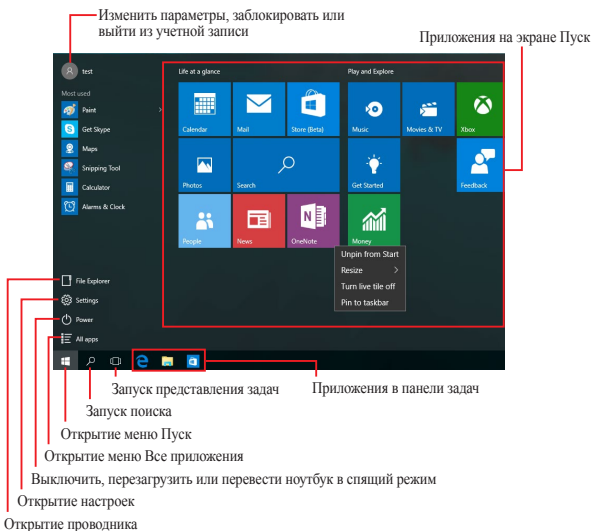 Изменить параметры, заблокировать или
выйти из учетной записи
Приложения на экране Пуск
test
Life at a glance
Play and Explore
Most used
Paint
Get Skype
Maps
Snipping Tool
Calculator
Alarms & Clock
Calendar
Mail
Store (Beta)
Music
Movies & TV
Xbox
Photos
Search
Get Started
Feedback
People
News
OneNote
Money
Unpin from Start
Resize
Turn live tile off
Pin to taskbar
File Explorer
Settings
Power
All apps
Запуск представления задач
Приложения в панели задач
Запуск поиска
Открытие меню Пуск
Открытие меню Все приложения
Выключить, перезагрузить или перевести ноутбук в спящий режим
Открытие настроек
Открытие проводника